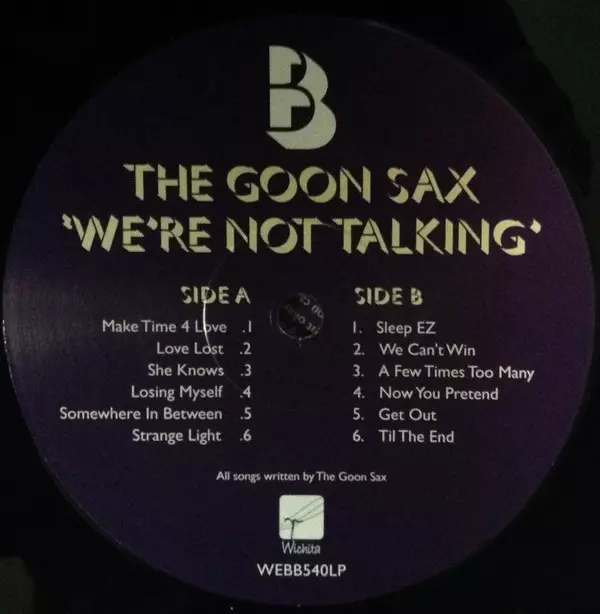 B
THE GOON SAX
'WE'RE NOT TALKING'
SIDE A
Make Time 4 Love .1
Love Lost .2
She Knows .3
Losing Myself .4
Somewhere In Between .5
Strange Light .6
SIDE B
1. Sleep EZ
2. We Can't Win
3. A Few Times Too Many
4. Now You Pretend
5. Get Out
6. Til The End
All songs written by The Goon Sax
Wichita
WEBB540LP